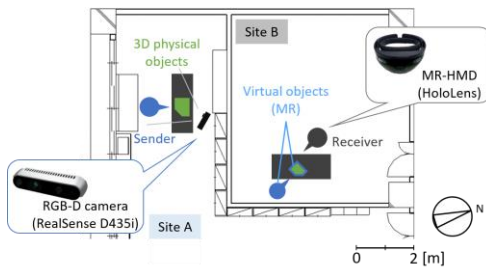 3D physical
objects
Site B
MR-HMD
(HoloLens)
Virtual objects
(MR)
Sender
Receiver
RGB-D camera
(RealSense D435i)
Site A
N
0 2 [m]